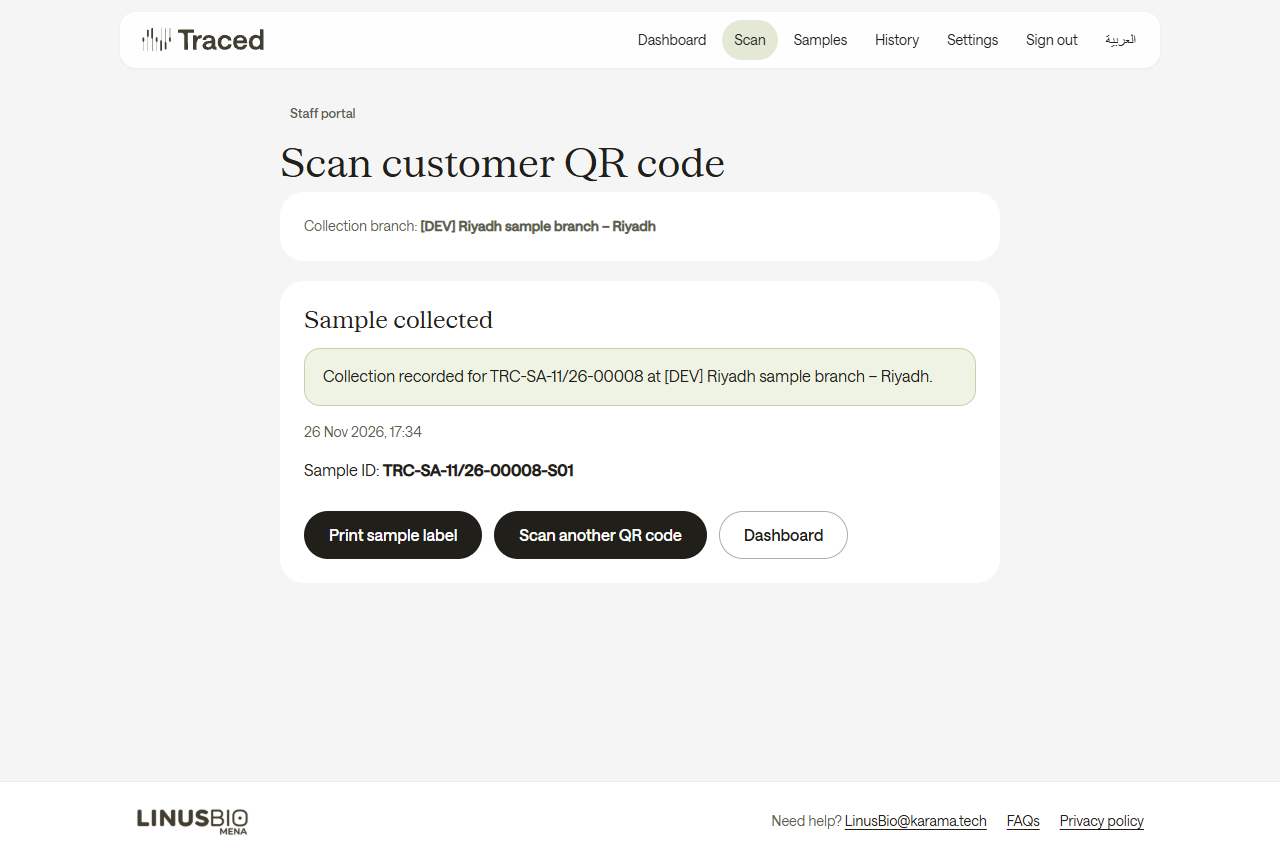 Traced
Dashboard Scan Samples History Settings Sign out العربية
Staff portal
Scan customer QR code
Collection branch: [DEV] Riyadh sample branch – Riyadh
Sample collected
Collection recorded for TRC-SA-11/26-00008 at [DEV] Riyadh sample branch – Riyadh.
26 Nov 2026, 17:34
Sample ID: TRC-SA-11/26-00008-S01
Print sample label Scan another QR code Dashboard
LINUSBIO
MENA
Need help? LinusBio@karama.tech FAQs Privacy policy